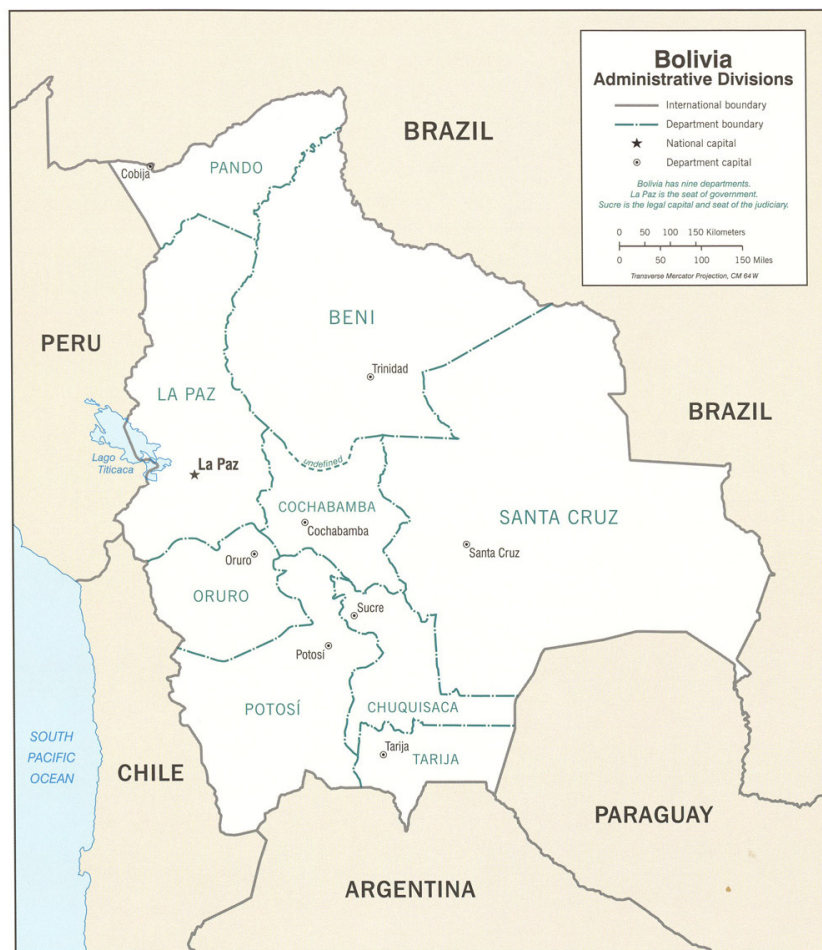 Bolivia
Administrative Divisions
International boundary
Department boundary
National capital
Department capital
Bolivia has nine departments.
La Paz is the seat of government.
Sucre is the legal capital and seat of the judiciary.
0 50 100 150 Kilometers
0 50 100 150 Miles
Transverse Mercator Projection, CM 64W
BRAZIL
Cobija
PANDO
BENI
PERU
Trinidad
LA PAZ
BRAZIL
Lago
Titicaca
La Paz
undefined
COCHABAMBA
Cochabamba
SANTA CRUZ
Santa Cruz
Oruro
ORURO
Sucre
Potosí
POTOSÍ
CHUQUISACA
SOUTH
PACIFIC
OCEAN
Tarija
TARIJA
CHILE
PARAGUAY
ARGENTINA